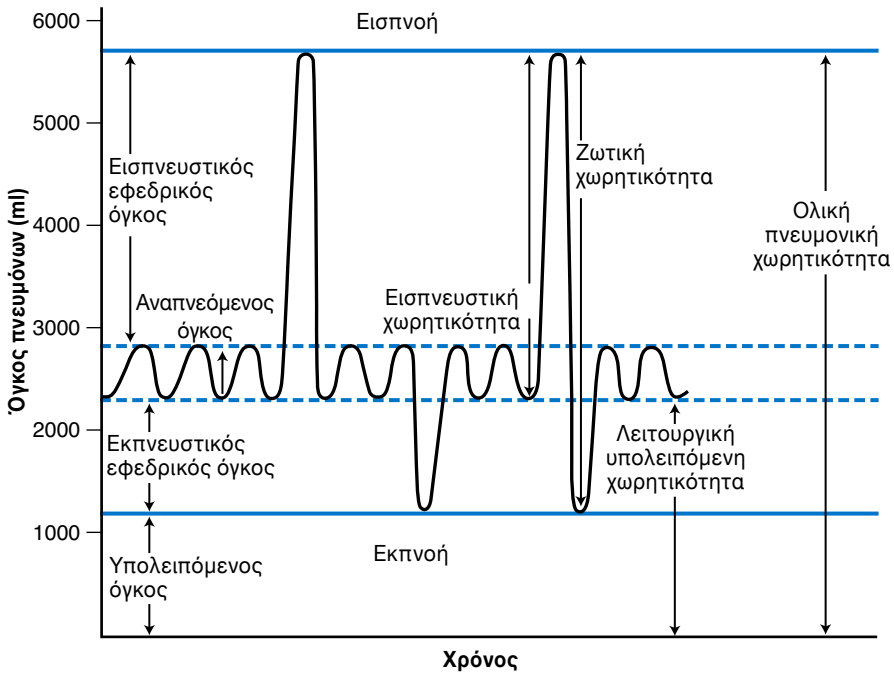 Όγκος πνευμόνων (ml)
6000
5000
4000
3000
2000
1000
Εισπνοή
Εισπνευστικός
εφεδρικός
όγκος
Αναπνεόμενος
όγκος
Εισπνευστική
χωρητικότητα
Ζωτική
χωρητικότητα
Ολική
πνευμονική
χωρητικότητα
Εκπνευστικός
εφεδρικός όγκος
Λειτουργική
υπολειπόμενη
χωρητικότητα
Υπολειπόμενος
όγκος
Εκπνοή
Χρόνος